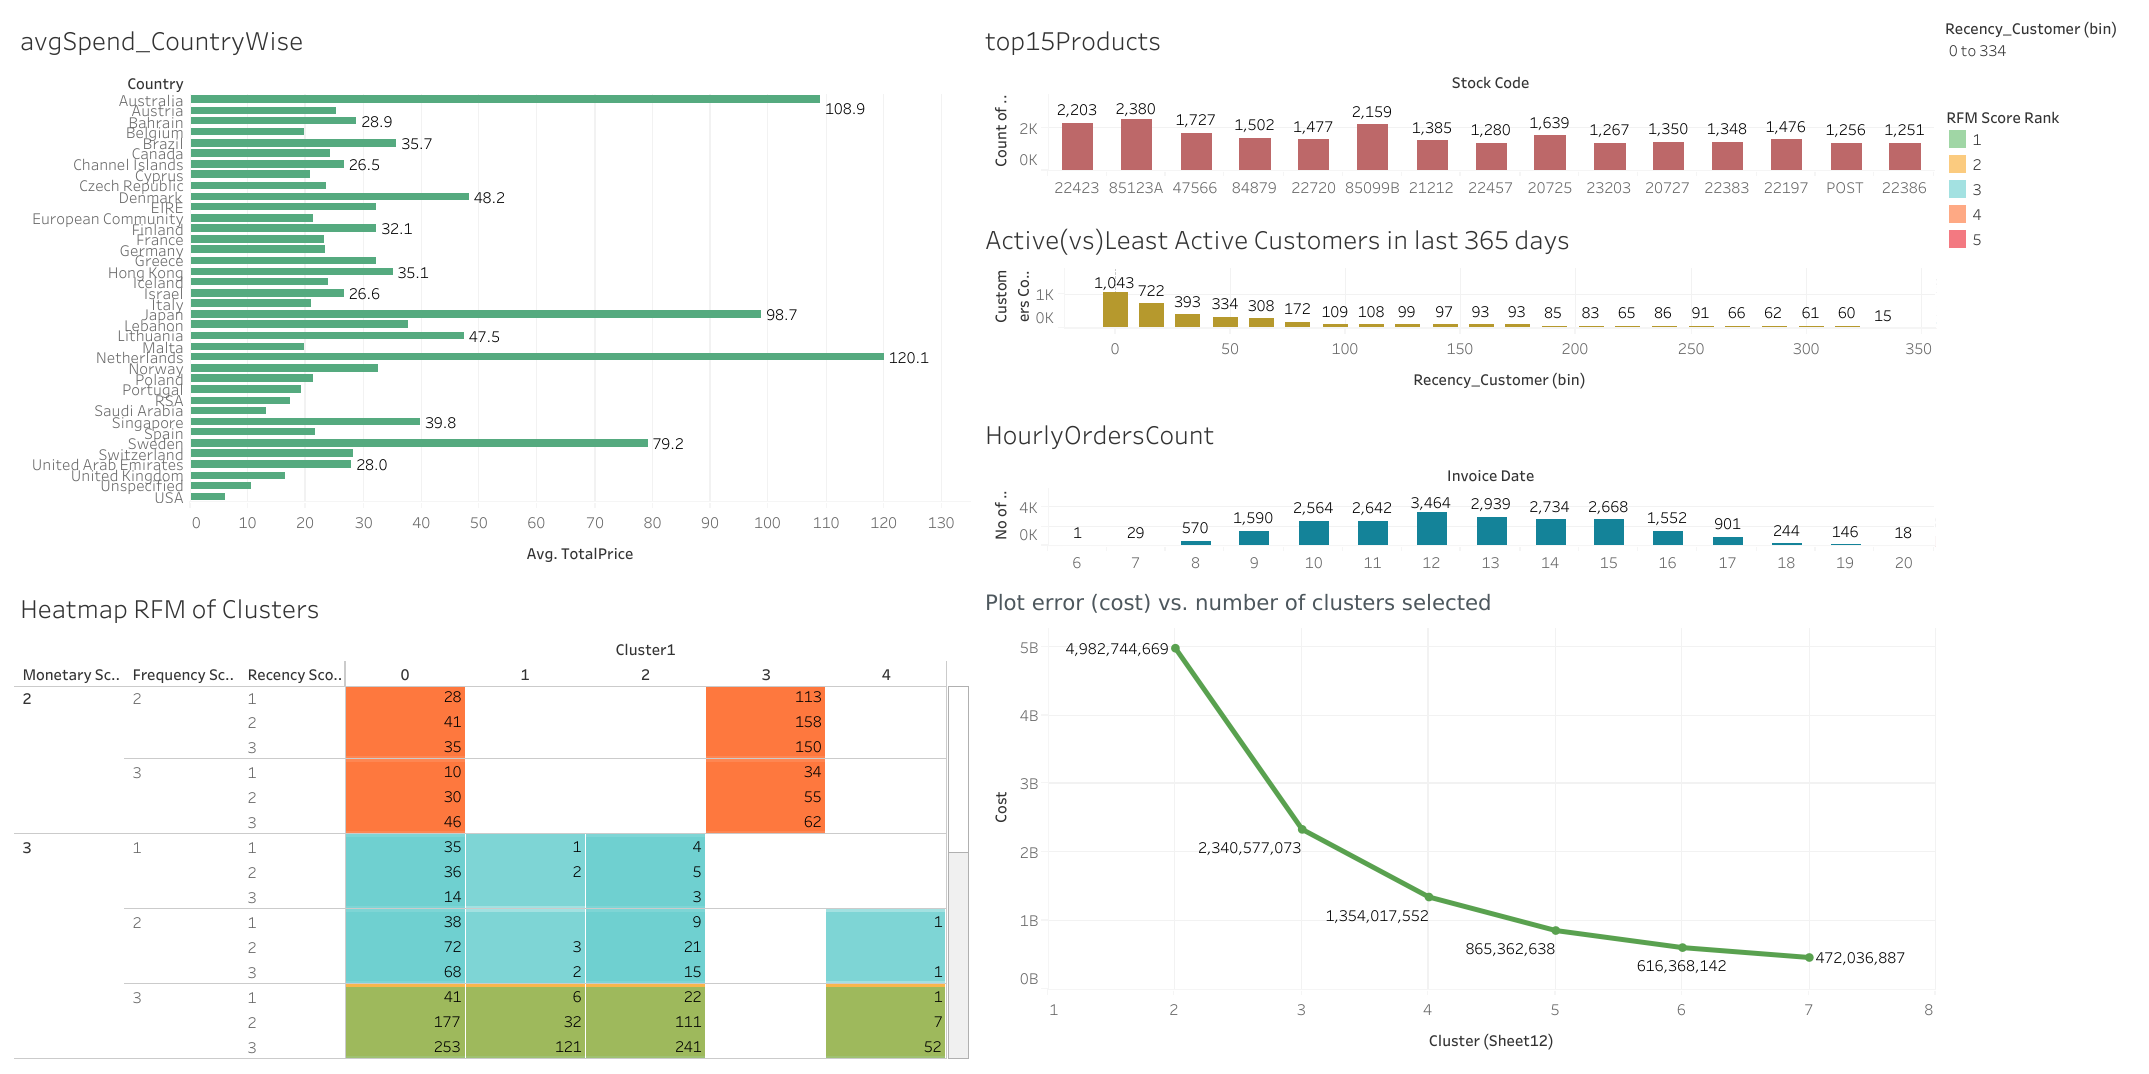 avgSpend_CountryWise
Country
Australia
108.9
Austria
Bahrain
28.9
Belgium
Brazil
35.7
Canada
Channel Islands
26.5
Cyprus
Czech Republic
Denmark
48.2
EIRE
European Community
Finland
32.1
France
Germany
Greece
Hong Kong
35.1
Iceland
Israel
26.6
Italy
Japan
98.7
Lebanon
Lithuania
47.5
Malta
Netherlands
120.1
Norway
Poland
Portugal
RSA
Saudi Arabia
Singapore
39.8
Spain
Sweden
79.2
Switzerland
United Arab Emirates
28.0
United Kingdom
Unspecified
USA
0 10 20 30 40 50 60 70 80 90 100 110 120 130
Avg. TotalPrice
top15Products
Stock Code
Count of ..
2K
0K
2,203 2,380 1,727 1,502 1,477 2,159 1,385 1,280 1,639 1,267 1,350 1,348 1,476 1,256 1,251
22423 85123A 47566 84879 22720 85099B 21212 22457 20725 23203 20727 22383 22197 POST 22386
Recency_Customer (bin)
0 to 334
RFM Score Rank
1
2
3
4
5
Active(vs)Least Active Customers in last 365 days
Custom
ers Co..
1K
0K
1,043 722 393 334 308 172 109 108 99 97 93 93 85 83 65 86 91 66 62 61 60 15
0 50 100 150 200 250 300 350
Recency_Customer (bin)
HourlyOrdersCount
Invoice Date
No of ..
4K
0K
1 29 570 1,590 2,564 2,642 3,464 2,939 2,734 2,668 1,552 901 244 146 18
6 7 8 9 10 11 12 13 14 15 16 17 18 19 20
Heatmap RFM of Clusters
Cluster1
Monetary Sc.. Frequency Sc.. Recency Sco.. 0 1 2 3 4
2 2 1 28 113
2 41 158
3 35 150
3 1 10 34
2 30 55
3 46 62
3 1 1 35 1 4
2 36 2 5
3 14 3
2 1 38 9 1
2 72 3 21
3 68 2 15 1
3 1 41 6 22 1
2 177 32 111 7
3 253 121 241 52
Plot error (cost) vs. number of clusters selected
Cost
5B
4B
3B
2B
1B
0B
4,982,744,669
2,340,577,073
1,354,017,552
865,362,638
616,368,142
472,036,887
1 2 3 4 5 6 7 8
Cluster (Sheet12)